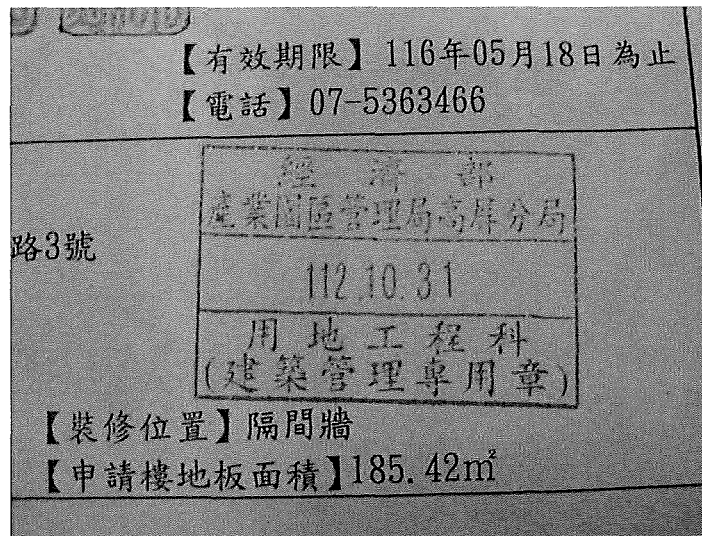 【有效期限】116年05月18日為止
【電話】07-5363466
經濟部
產業園區管理局高屏分局
路3號
112.10.31
用地工程科
(建築管理專用章)
【裝修位置】隔間牆
【申請樓地板面積】185.42㎡